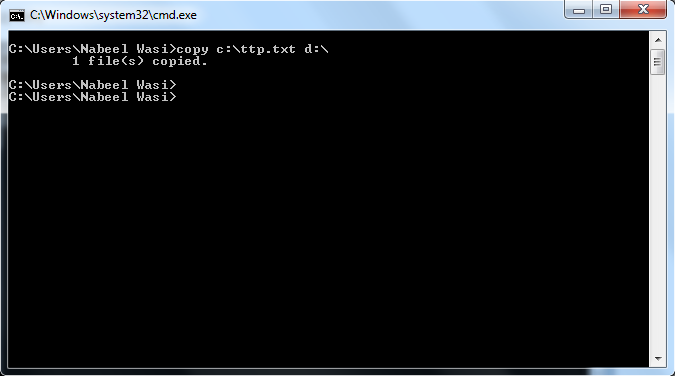 C:\Windows\system32\cmd.exe
C:\Users\Nabeel Wasi>copy c:\ttp.txt d:\
        1 file(s) copied.
C:\Users\Nabeel Wasi>
C:\Users\Nabeel Wasi>